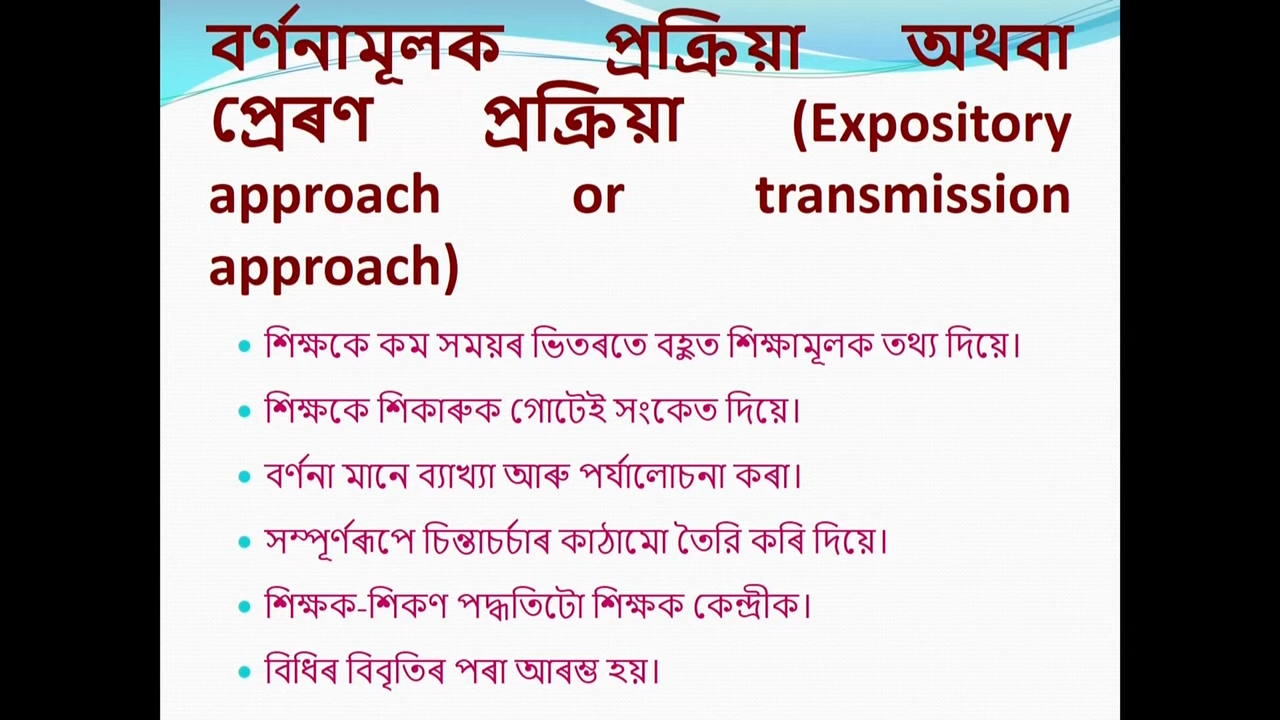 বৰ্ণনামূলক প্ৰক্ৰিয়া অথবা
প্ৰেৰণ প্ৰক্ৰিয়া (Expository
approach or transmission
approach)
• শিক্ষকে কম সময়ৰ ভিতৰতে বহুত শিক্ষামূলক তথ্য দিয়ে।
• শিক্ষকে শিকাৰুক গোটেই সংকেত দিয়ে।
• বৰ্ণনা মানে ব্যাখ্যা আৰু পৰ্যালোচনা কৰা।
• সম্পূৰ্ণৰূপে চিন্তাচৰ্চাৰ কাঠামো তৈৰি কৰি দিয়ে।
• শিক্ষক-শিকণ পদ্ধতিটো শিক্ষক কেন্দ্ৰীক।
• বিধিৰ বিবৃতিৰ পৰা আৰম্ভ হয়।